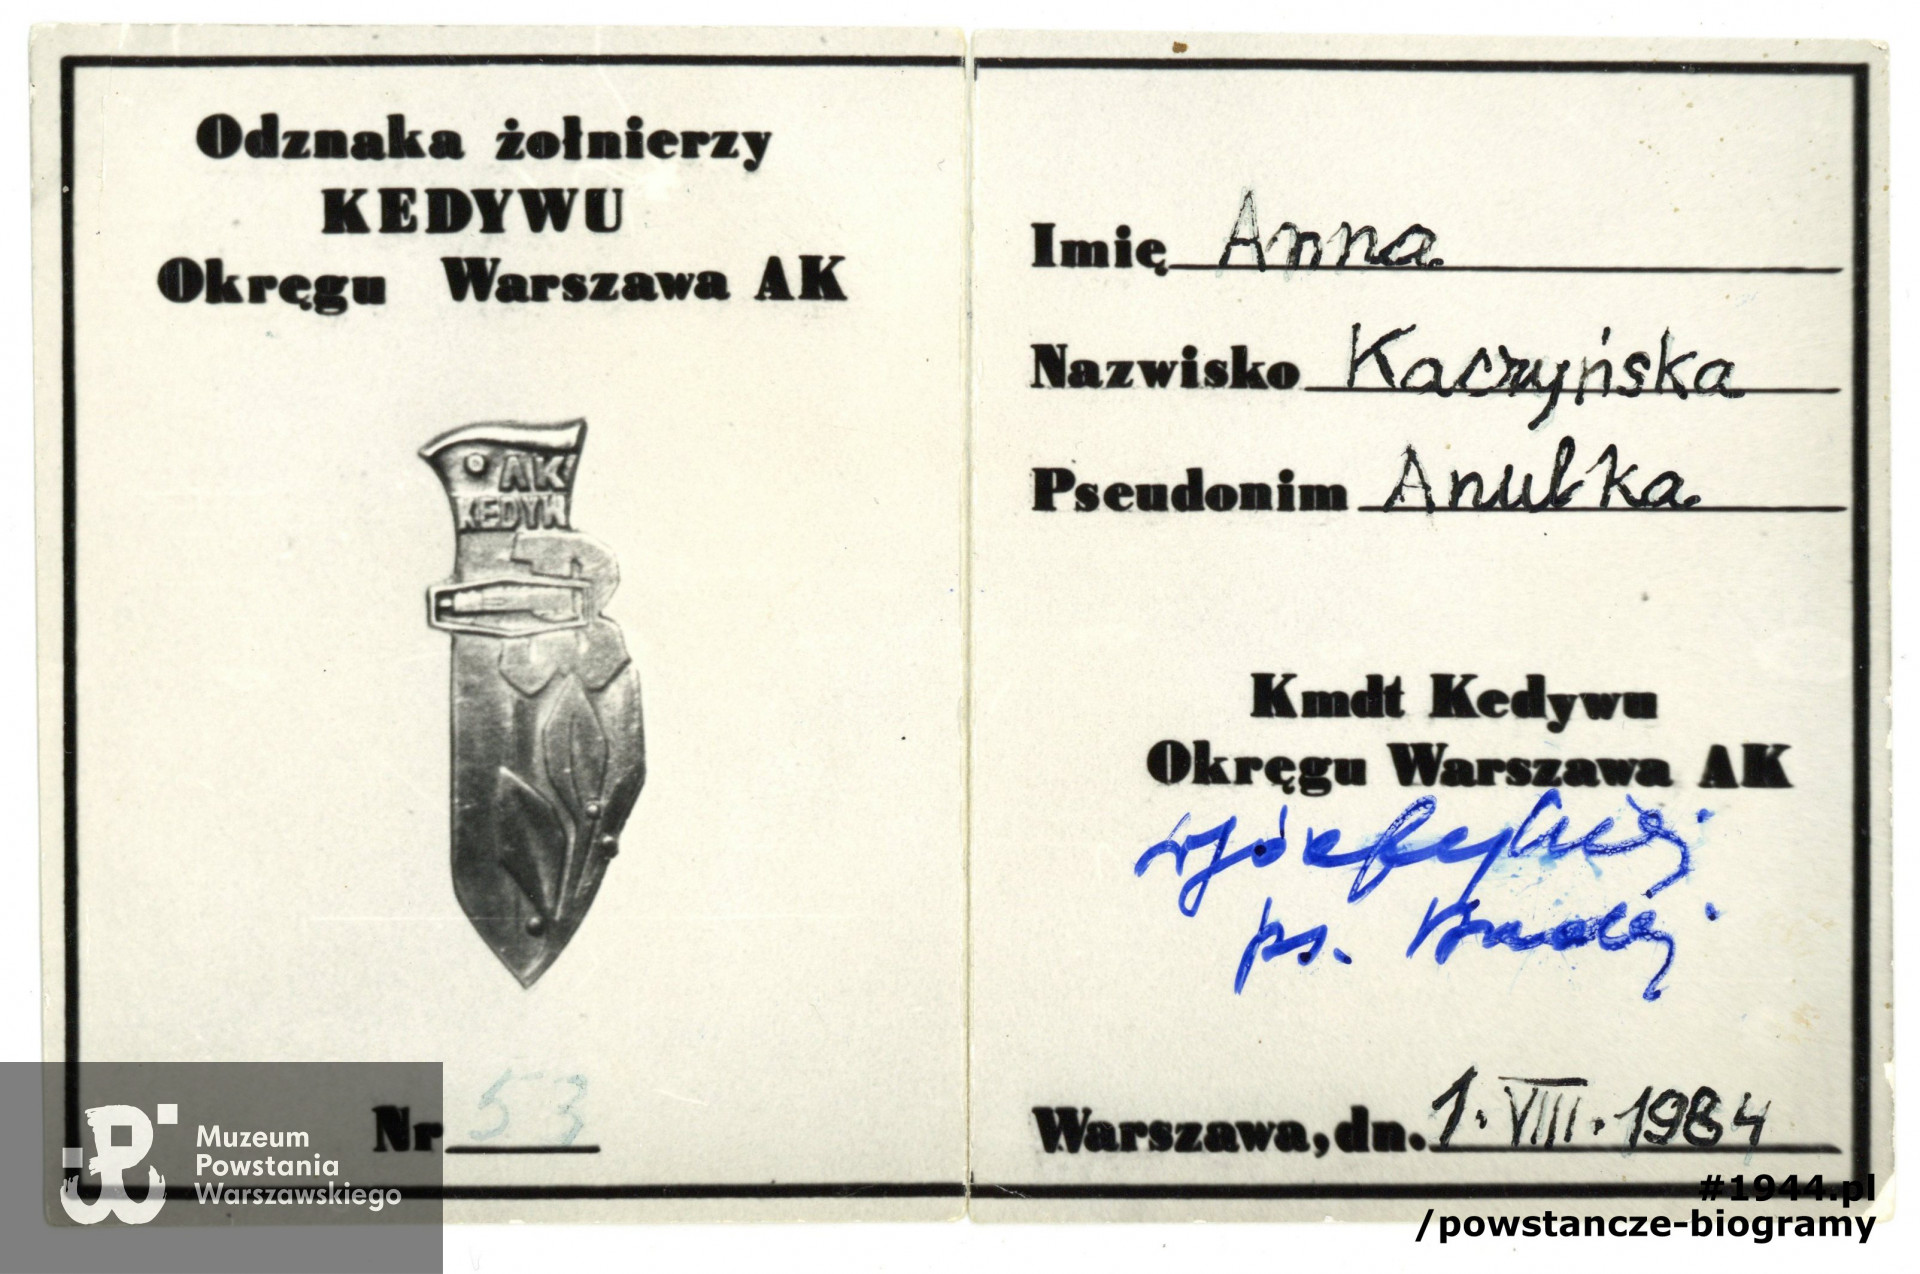 Odznaka żołnierzy
KEDYWU
Okręgu Warszawa AK
AK
KEDYW
Nr 53
Imię Anna
Nazwisko Kaczyńska
Pseudonim Anulka
Kmdt Kedywu
Okręgu Warszawa AK
ps.
Warszawa, dn. 1. VIII. 1984
Muzeum
Powstania
Warszawskiego
#1944.pl
/powstancze-biogramy